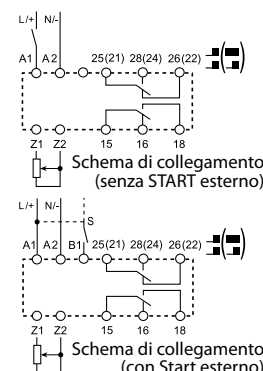 L/+ N/-
A1 A2 25(21) 28(24) 26(22)
Z1 Z2 15 16 18
Schema di collegamento
(senza START esterno)
L/+ N/- S
A1 A2 B1 25(21) 28(24) 26(22)
Z1 Z2 15 16 18
Schema di collegamento
(con Start esterno)